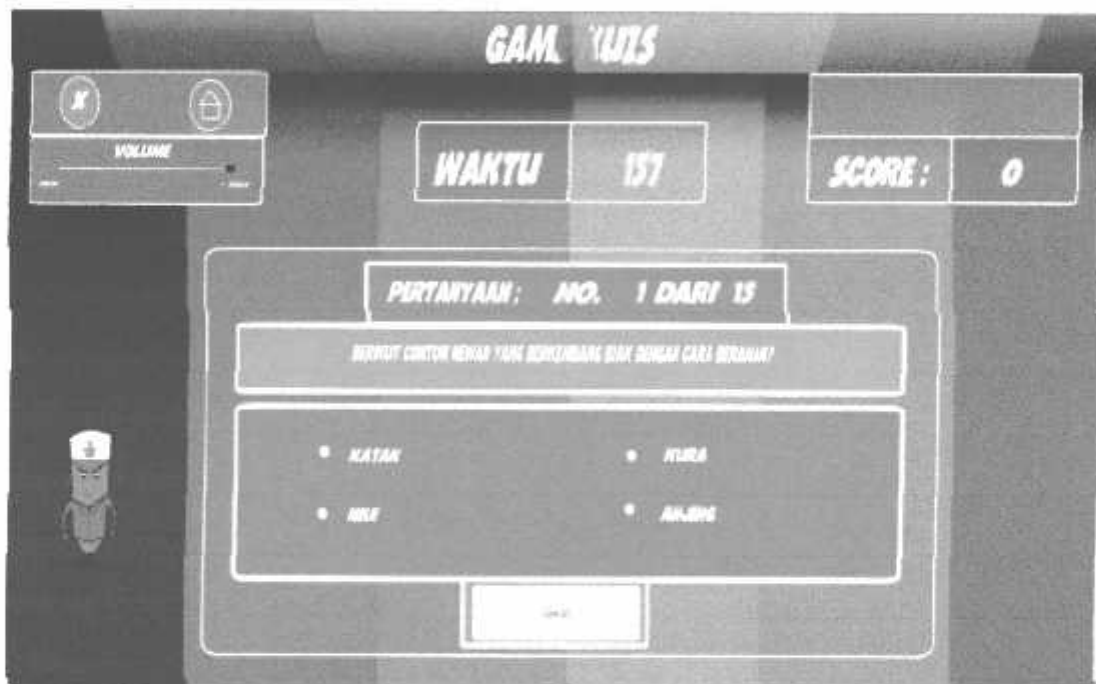 GAM KUIS
X
VOLUME
WAKTU 157
SCORE : 0
PERTANYAAN : NO. 1 DARI 15
BERIKUT CONTOH HEWAN YANG BERKEMBANG BIAK DENGAN CARA BERANAK?
KATAK KURA
ANJING